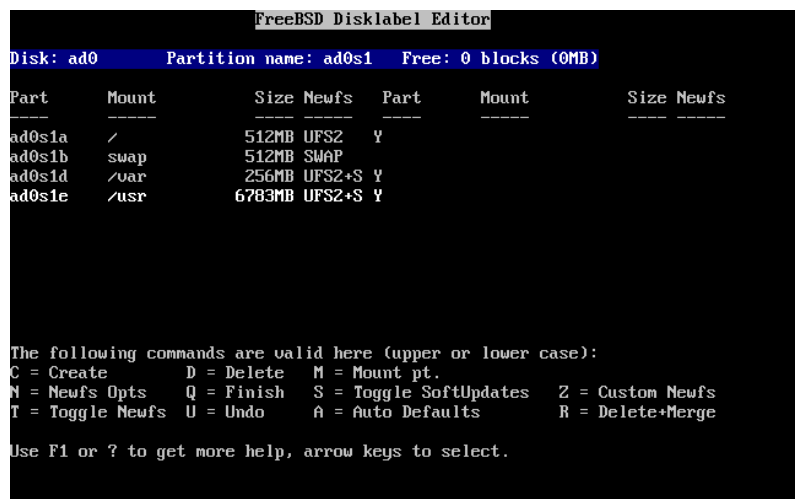 FreeBSD Disklabel Editor
Disk: ad0 Partition name: ad0s1 Free: 0 blocks (0MB)
Part Mount Size Newfs Part Mount Size Newfs
---- ----- ---- ----- ---- ----- ---- -----
ad0s1a / 512MB UFS2 Y
ad0s1b swap 512MB SWAP
ad0s1d /var 256MB UFS2+S Y
ad0s1e /usr 6783MB UFS2+S Y
The following commands are valid here (upper or lower case):
C = Create D = Delete M = Mount pt.
N = Newfs Opts Q = Finish S = Toggle SoftUpdates Z = Custom Newfs
T = Toggle Newfs U = Undo A = Auto Defaults R = Delete+Merge
Use F1 or ? to get more help, arrow keys to select.